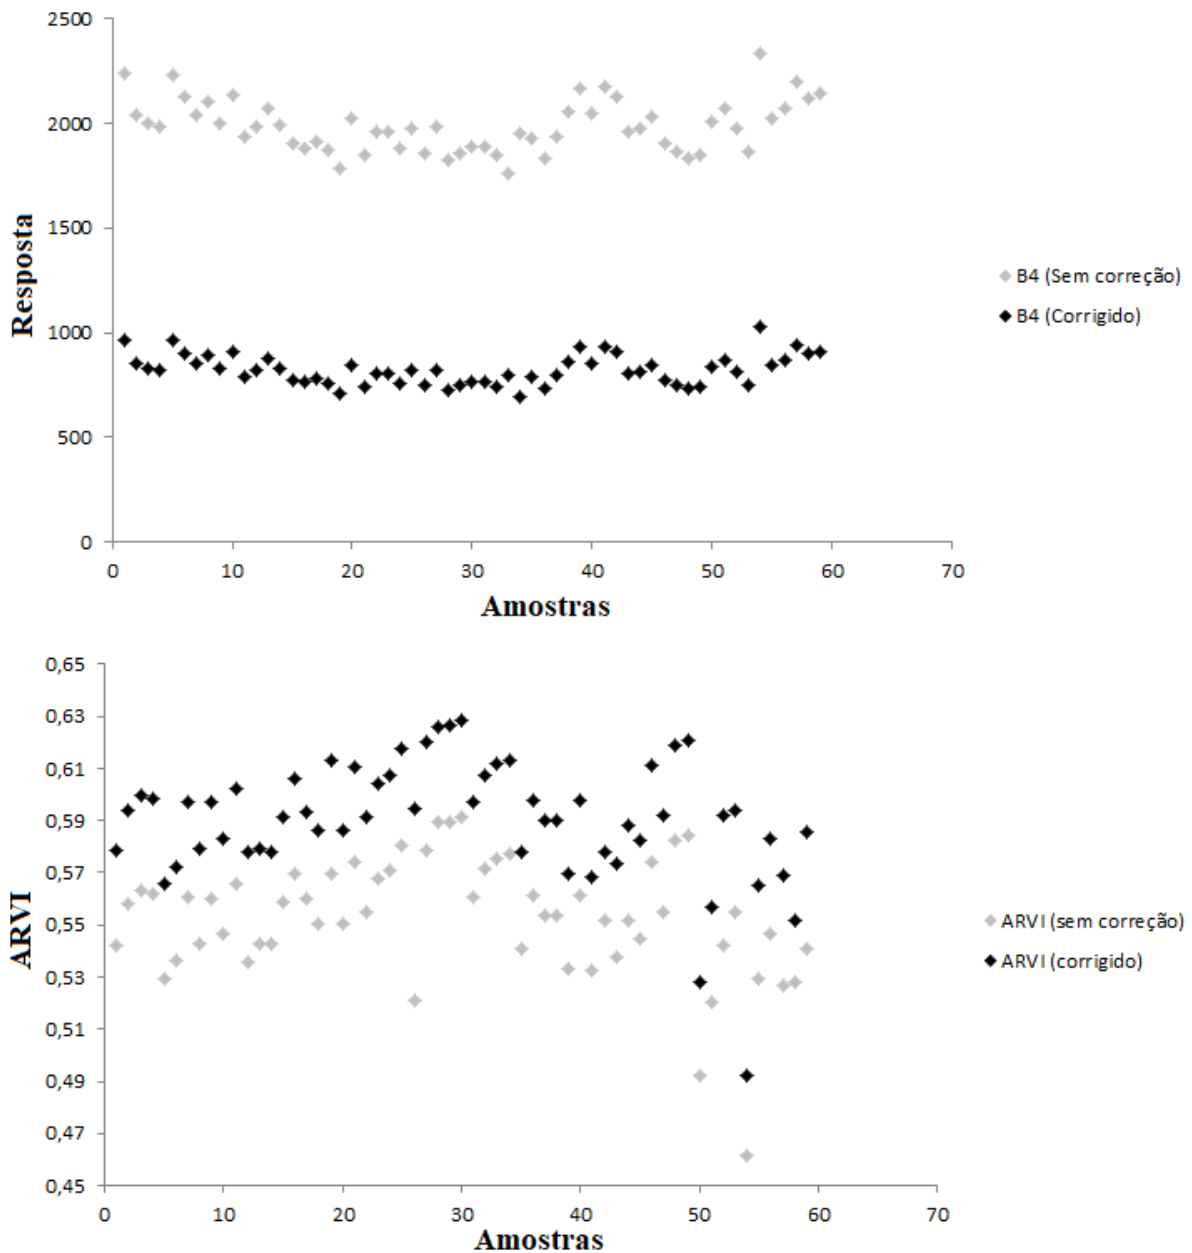 2500
2000
1500
1000
500
0
Resposta
0 10 20 30 40 50 60 70
Amostras
B4 (Sem correção)
B4 (Corrigido)
0,65
0,63
0,61
0,59
0,57
0,55
0,53
0,51
0,49
0,47
0,45
ARVI
0 10 20 30 40 50 60 70
Amostras
ARVI (sem correção)
ARVI (corrigido)